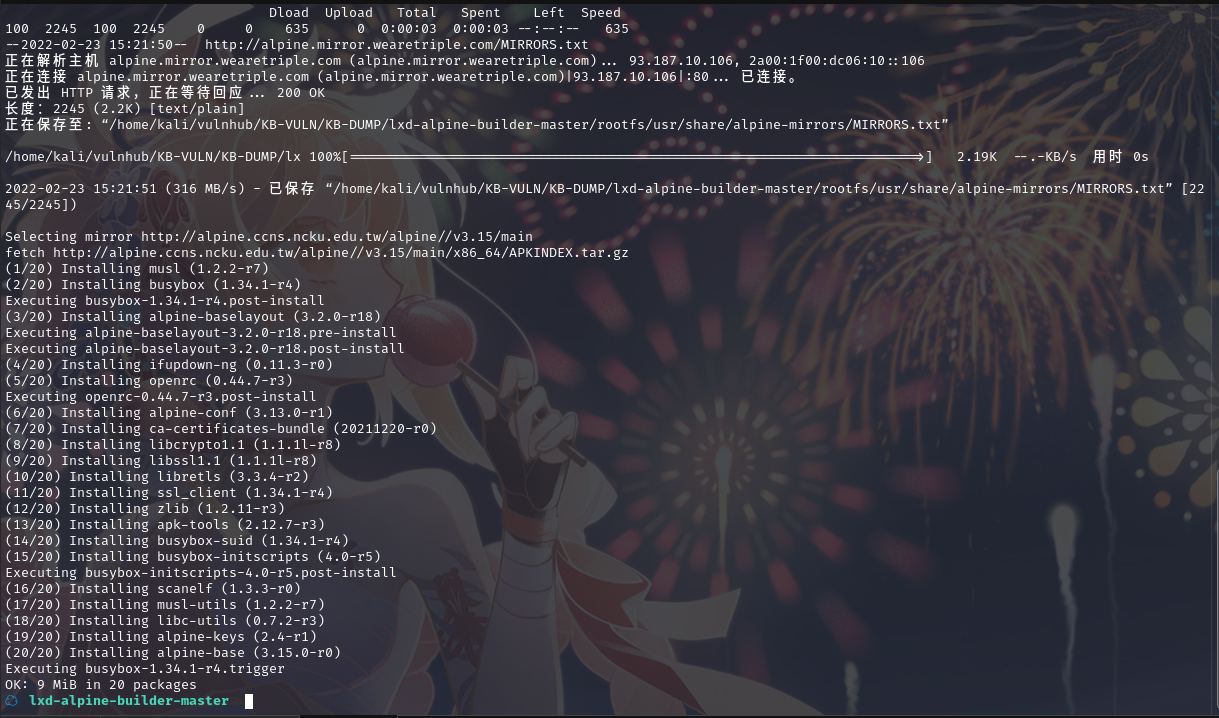 Dload  Upload   Total   Spent    Left  Speed
100  2245  100  2245    0     0    635      0  0:00:03  0:00:03 --:--:--   635
--2022-02-23 15:21:50--  http://alpine.mirror.wearetriple.com/MIRRORS.txt
正在解析主机 alpine.mirror.wearetriple.com (alpine.mirror.wearetriple.com)... 93.187.10.106, 2a00:1f00:dc06:10::106
正在连接 alpine.mirror.wearetriple.com (alpine.mirror.wearetriple.com)|93.187.10.106|:80... 已连接。
已发出 HTTP 请求，正在等待回应... 200 OK
长度：2245 (2.2K) [text/plain]
正在保存至: “/home/kali/vulnhub/KB-VULN/KB-DUMP/lxd-alpine-builder-master/rootfs/usr/share/alpine-mirrors/MIRRORS.txt”
/home/kali/vulnhub/KB-VULN/KB-DUMP/lx 100%[=======================================================================>]   2.19K  --.-KB/s  用时 0s
2022-02-23 15:21:51 (316 MB/s) - 已保存 “/home/kali/vulnhub/KB-VULN/KB-DUMP/lxd-alpine-builder-master/rootfs/usr/share/alpine-mirrors/MIRRORS.txt” [22
45/2245])
Selecting mirror http://alpine.ccns.ncku.edu.tw/alpine//v3.15/main
fetch http://alpine.ccns.ncku.edu.tw/alpine//v3.15/main/x86_64/APKINDEX.tar.gz
(1/20) Installing musl (1.2.2-r7)
(2/20) Installing busybox (1.34.1-r4)
Executing busybox-1.34.1-r4.post-install
(3/20) Installing alpine-baselayout (3.2.0-r18)
Executing alpine-baselayout-3.2.0-r18.pre-install
Executing alpine-baselayout-3.2.0-r18.post-install
(4/20) Installing ifupdown-ng (0.11.3-r0)
(5/20) Installing openrc (0.44.7-r3)
Executing openrc-0.44.7-r3.post-install
(6/20) Installing alpine-conf (3.13.0-r1)
(7/20) Installing ca-certificates-bundle (20211220-r0)
(8/20) Installing libcrypto1.1 (1.1.1l-r8)
(9/20) Installing libssl1.1 (1.1.1l-r8)
(10/20) Installing libretls (3.3.4-r2)
(11/20) Installing ssl_client (1.34.1-r4)
(12/20) Installing zlib (1.2.11-r3)
(13/20) Installing apk-tools (2.12.7-r3)
(14/20) Installing busybox-suid (1.34.1-r4)
(15/20) Installing busybox-initscripts (4.0-r5)
Executing busybox-initscripts-4.0-r5.post-install
(16/20) Installing scanelf (1.3.3-r0)
(17/20) Installing musl-utils (1.2.2-r7)
(18/20) Installing libc-utils (0.7.2-r3)
(19/20) Installing alpine-keys (2.4-r1)
(20/20) Installing alpine-base (3.15.0-r0)
Executing busybox-1.34.1-r4.trigger
OK: 9 MiB in 20 packages
lxd-alpine-builder-master